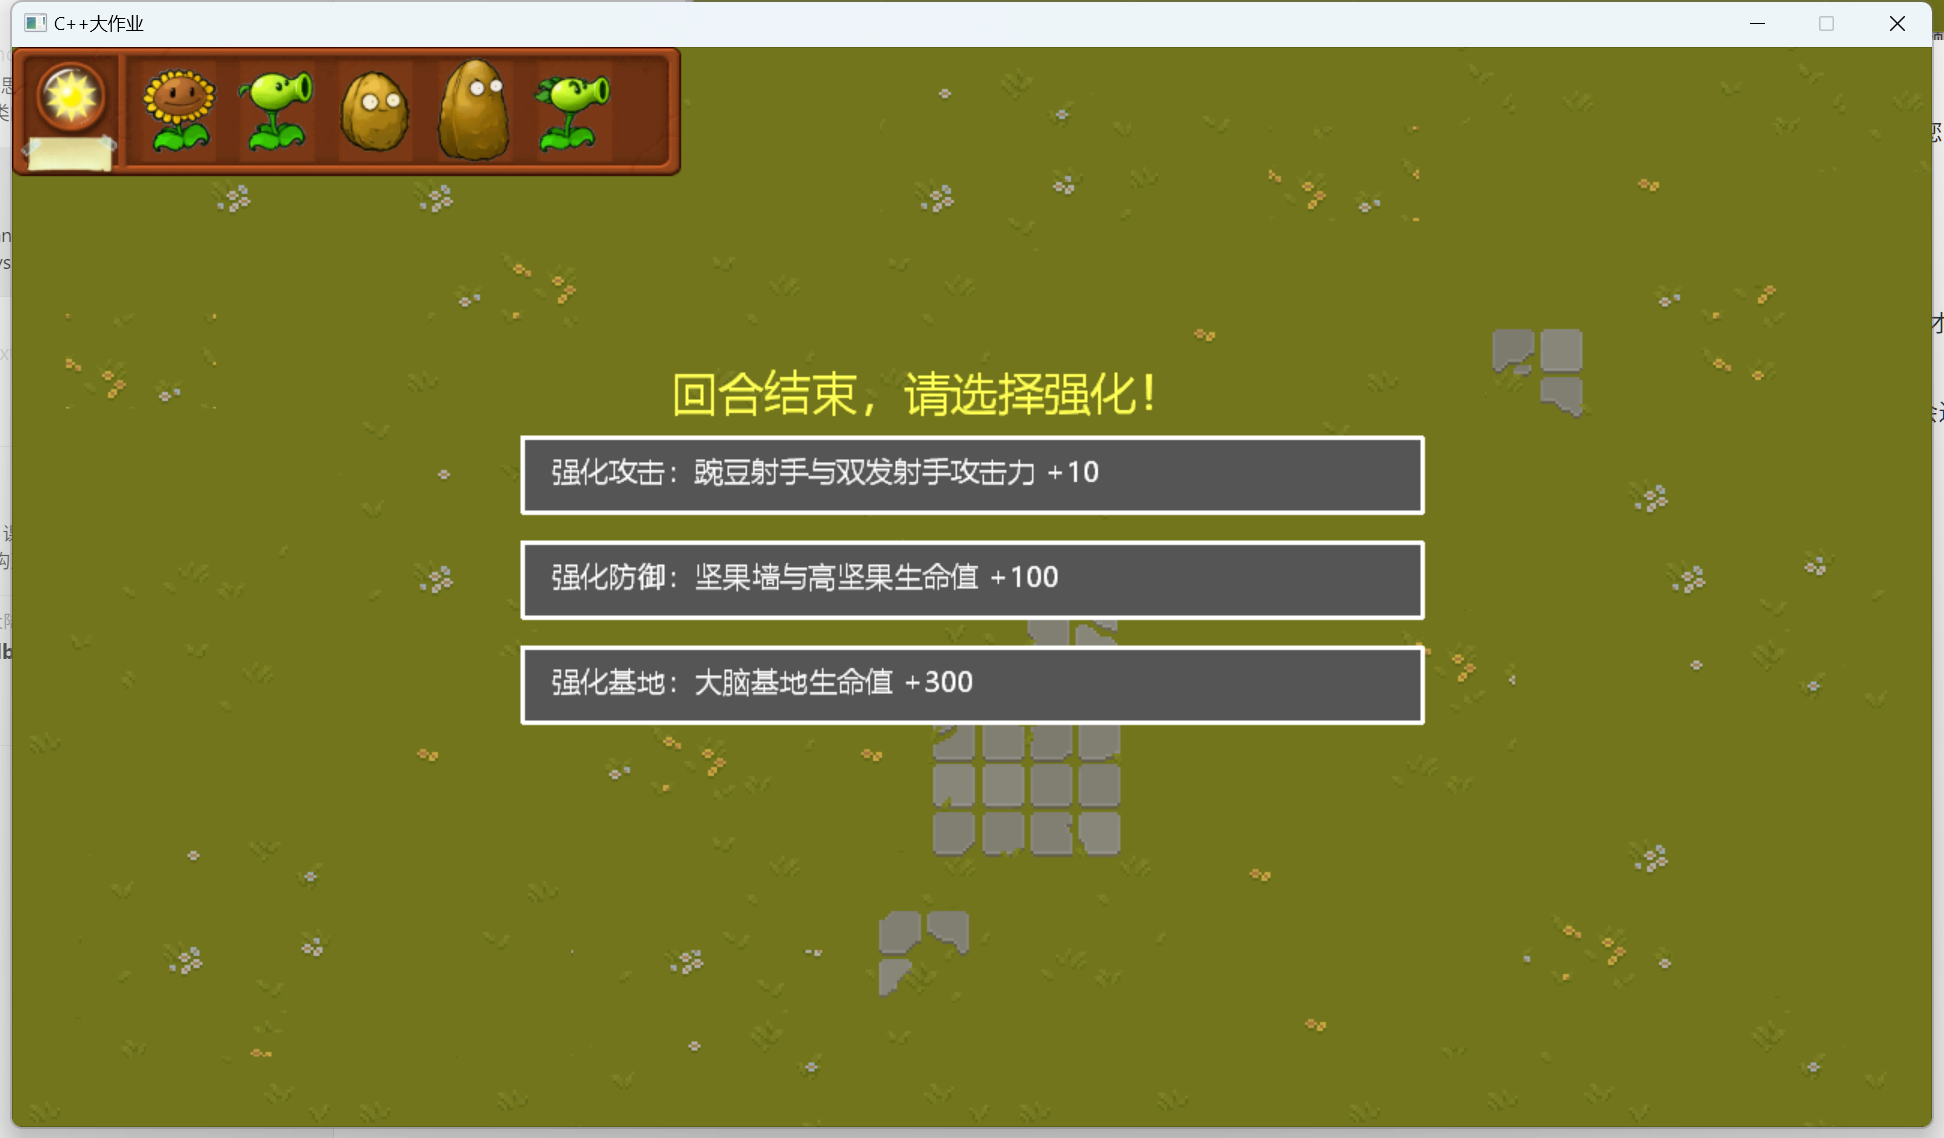 C++大作业
回合结束，请选择强化！
强化攻击：豌豆射手与双发射手攻击力 +10
强化防御：坚果墙与高坚果生命值 +100
强化基地：大脑基地生命值 +300